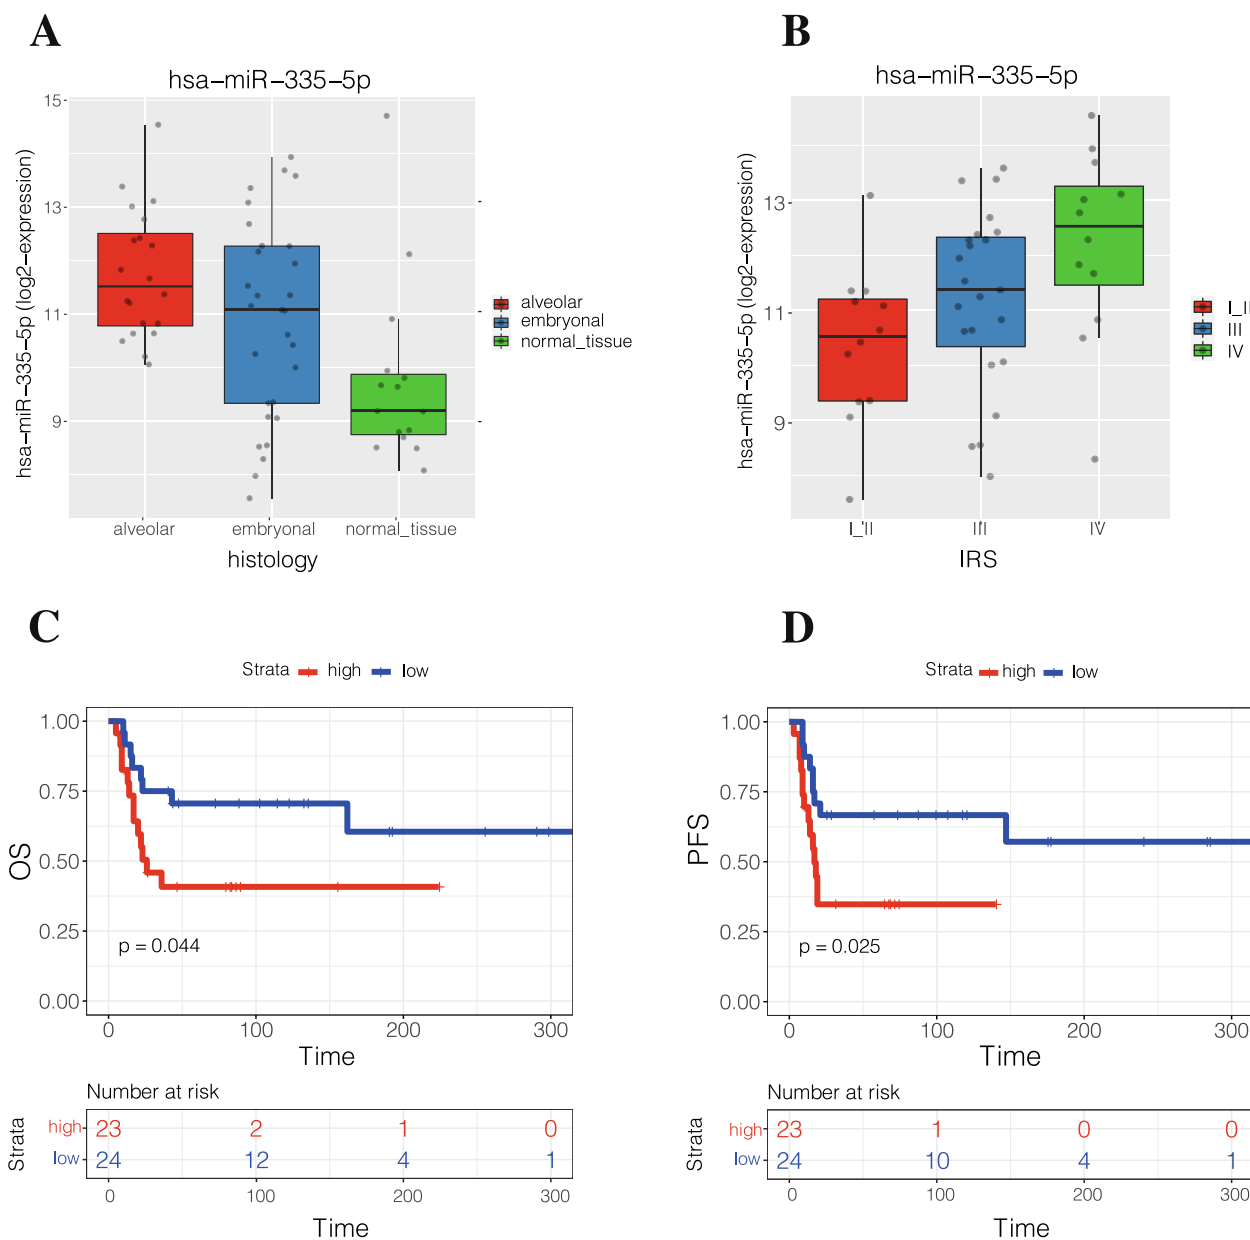 A
hsa-miR-335-5p
hsa-miR-335-5p (log2-expression)
15
13
11
9
alveolar
embryonal
normal_tissue
histology
alveolar
embryonal
normal_tissue
B
hsa-miR-335-5p
hsa-miR-335-5p (log2-expression)
13
11
9
I_II
III
IV
IRS
I_II
III
IV
C
Strata high low
OS
1.00
0.75
0.50
0.25
0.00
p = 0.044
0 100 200 300
Time
Number at risk
Strata
high 23 2 1 0
low 24 12 4 1
0 100 200 300
Time
D
Strata high low
PFS
1.00
0.75
0.50
0.25
0.00
p = 0.025
0 100 200 300
Time
Number at risk
Strata
high 23 1 0 0
low 24 10 4 1
0 100 200 300
Time